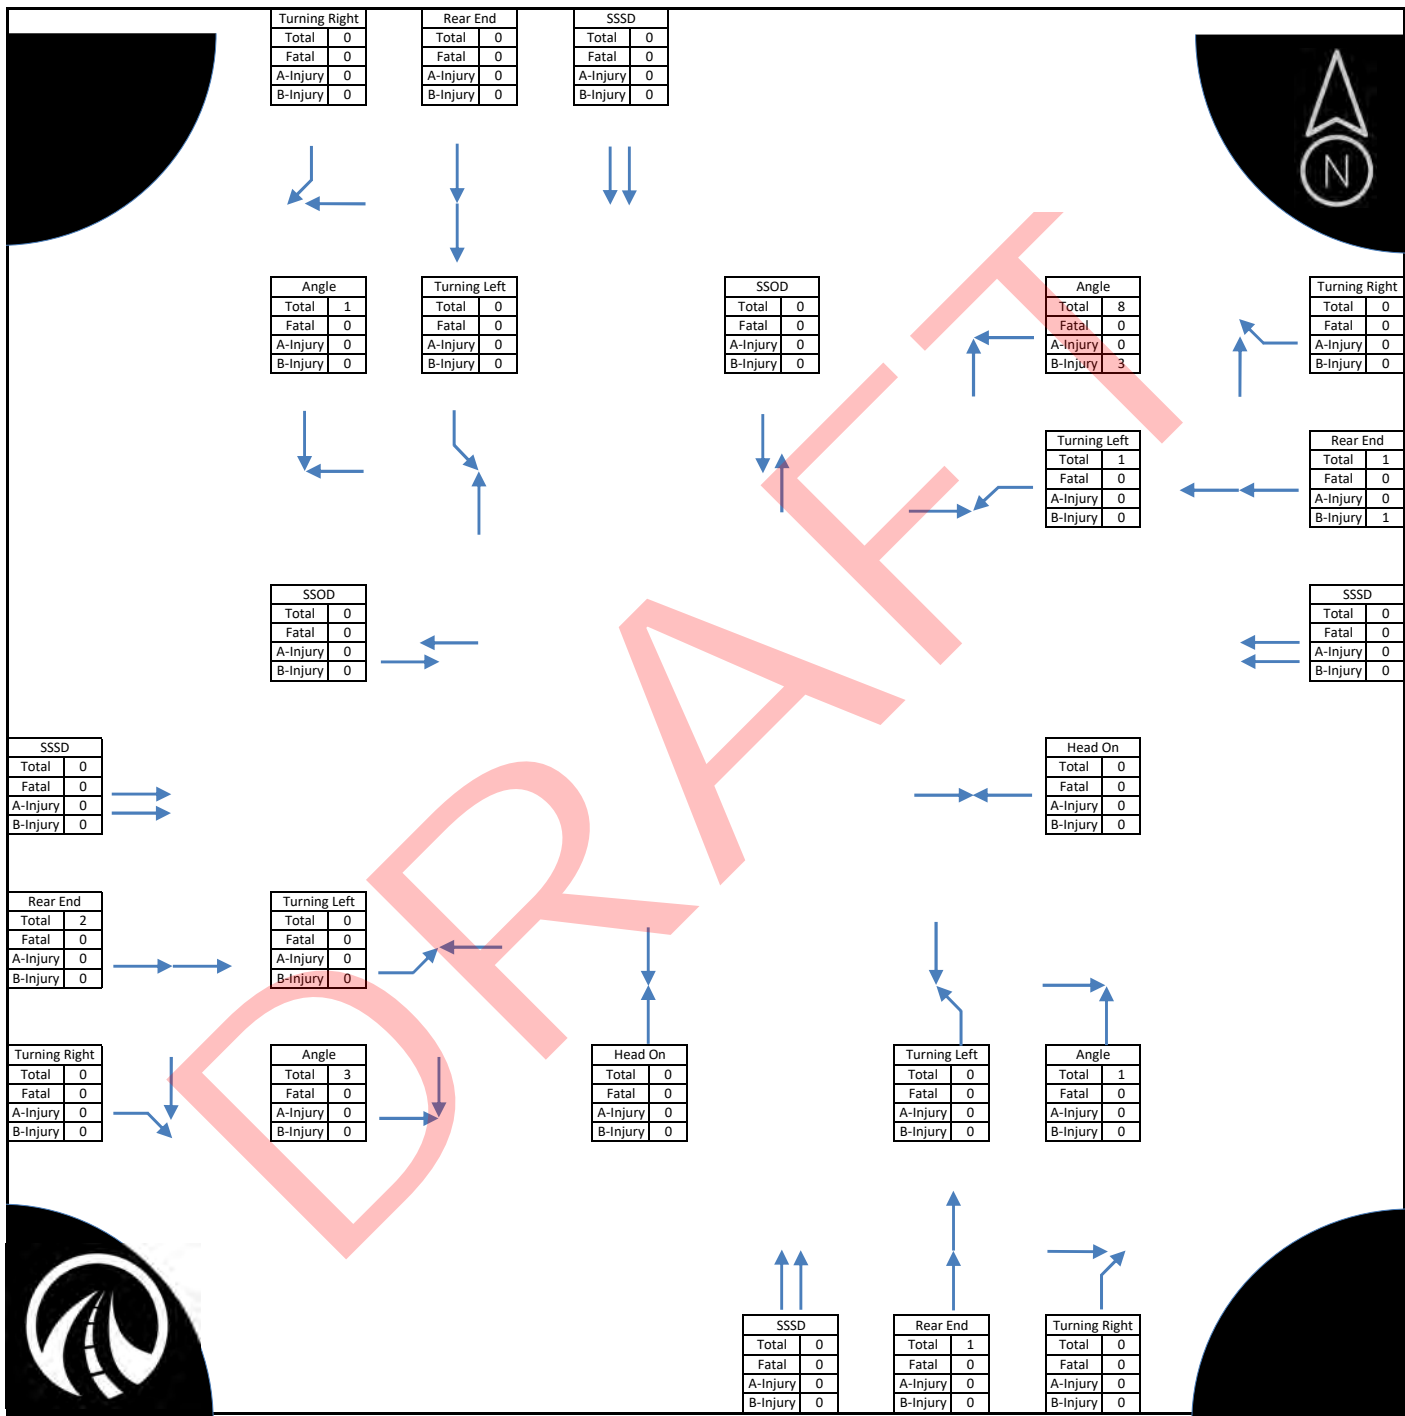 Turning Right
Total 0
Fatal 0
A-Injury 0
B-Injury 0
Rear End
Total 0
Fatal 0
A-Injury 0
B-Injury 0
SSSD
Total 0
Fatal 0
A-Injury 0
B-Injury 0
N
Angle
Total 1
Fatal 0
A-Injury 0
B-Injury 0
Turning Left
Total 0
Fatal 0
A-Injury 0
B-Injury 0
SSOD
Total 0
Fatal 0
A-Injury 0
B-Injury 0
Angle
Total 8
Fatal 0
A-Injury 0
B-Injury 3
Turning Right
Total 0
Fatal 0
A-Injury 0
B-Injury 0
Turning Left
Total 1
Fatal 0
A-Injury 0
B-Injury 0
Rear End
Total 1
Fatal 0
A-Injury 0
B-Injury 1
SSOD
Total 0
Fatal 0
A-Injury 0
B-Injury 0
SSSD
Total 0
Fatal 0
A-Injury 0
B-Injury 0
SSSD
Total 0
Fatal 0
A-Injury 0
B-Injury 0
Head On
Total 0
Fatal 0
A-Injury 0
B-Injury 0
Rear End
Total 2
Fatal 0
A-Injury 0
B-Injury 0
Turning Left
Total 0
Fatal 0
A-Injury 0
B-Injury 0
Turning Right
Total 0
Fatal 0
A-Injury 0
B-Injury 0
Angle
Total 3
Fatal 0
A-Injury 0
B-Injury 0
Head On
Total 0
Fatal 0
A-Injury 0
B-Injury 0
Turning Left
Total 0
Fatal 0
A-Injury 0
B-Injury 0
Angle
Total 1
Fatal 0
A-Injury 0
B-Injury 0
SSSD
Total 0
Fatal 0
A-Injury 0
B-Injury 0
Rear End
Total 1
Fatal 0
A-Injury 0
B-Injury 0
Turning Right
Total 0
Fatal 0
A-Injury 0
B-Injury 0
DRAFT